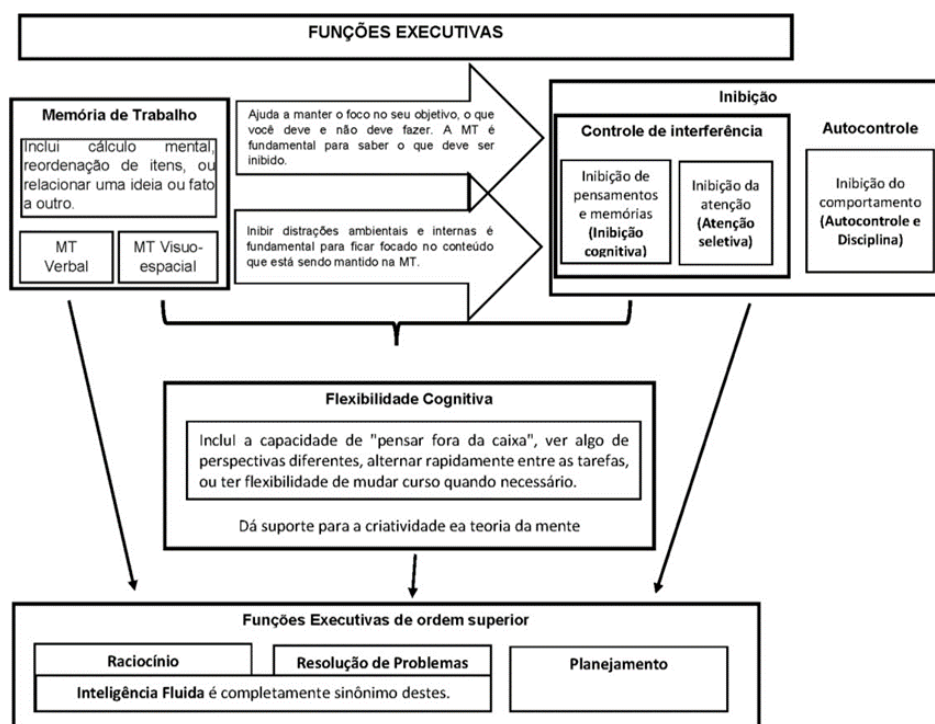 FUNÇÕES EXECUTIVAS
Memória de Trabalho
Inclui cálculo mental,
reordenação de itens, ou
relacionar uma ideia ou fato
a outro.
MT
Verbal
MT Visuo-
espacial
Ajuda a manter o foco no seu objetivo, o que
você deve e não deve fazer. A MT é
fundamental para saber o que deve ser
inibido.
Inibir distrações ambientais e internas é
fundamental para ficar focado no conteúdo
que está sendo mantido na MT.
Inibição
Controle de interferência
Inibição de
pensamentos
e memórias
(Inibição
cognitiva)
Inibição da
atenção
(Atenção
seletiva)
Autocontrole
Inibição do
comportamento
(Autocontrole e
Disciplina)
Flexibilidade Cognitiva
IncluI a capacidade de "pensar fora da caixa", ver algo de
perspectivas diferentes, alternar rapidamente entre as tarefas,
ou ter flexibilidade de mudar curso quando necessário.
Dá suporte para a criatividade ea teoria da mente
Funções Executivas de ordem superior
Raciocínio
Resolução de Problemas
Planejamento
Inteligência Fluida é completamente sinônimo destes.